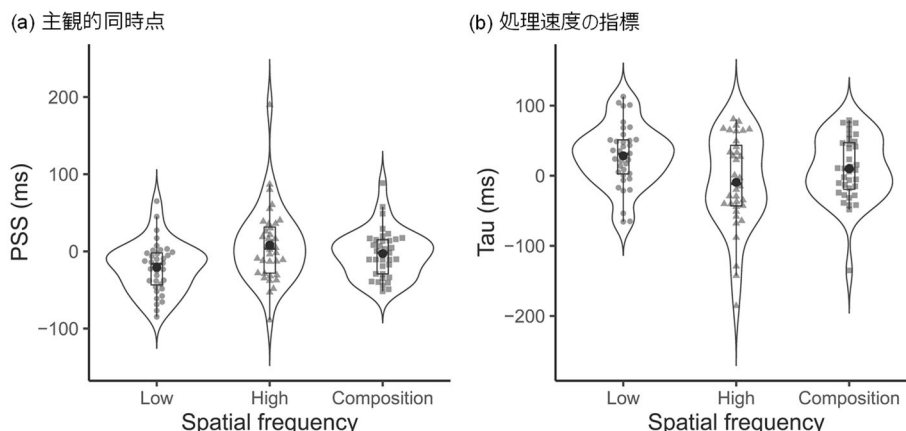 (a) 主観的同時点
PSS (ms)
200
100
0
−100
Low
High
Composition
Spatial frequency
(b) 処理速度の指標
Tau (ms)
100
0
−100
−200
Low
High
Composition
Spatial frequency